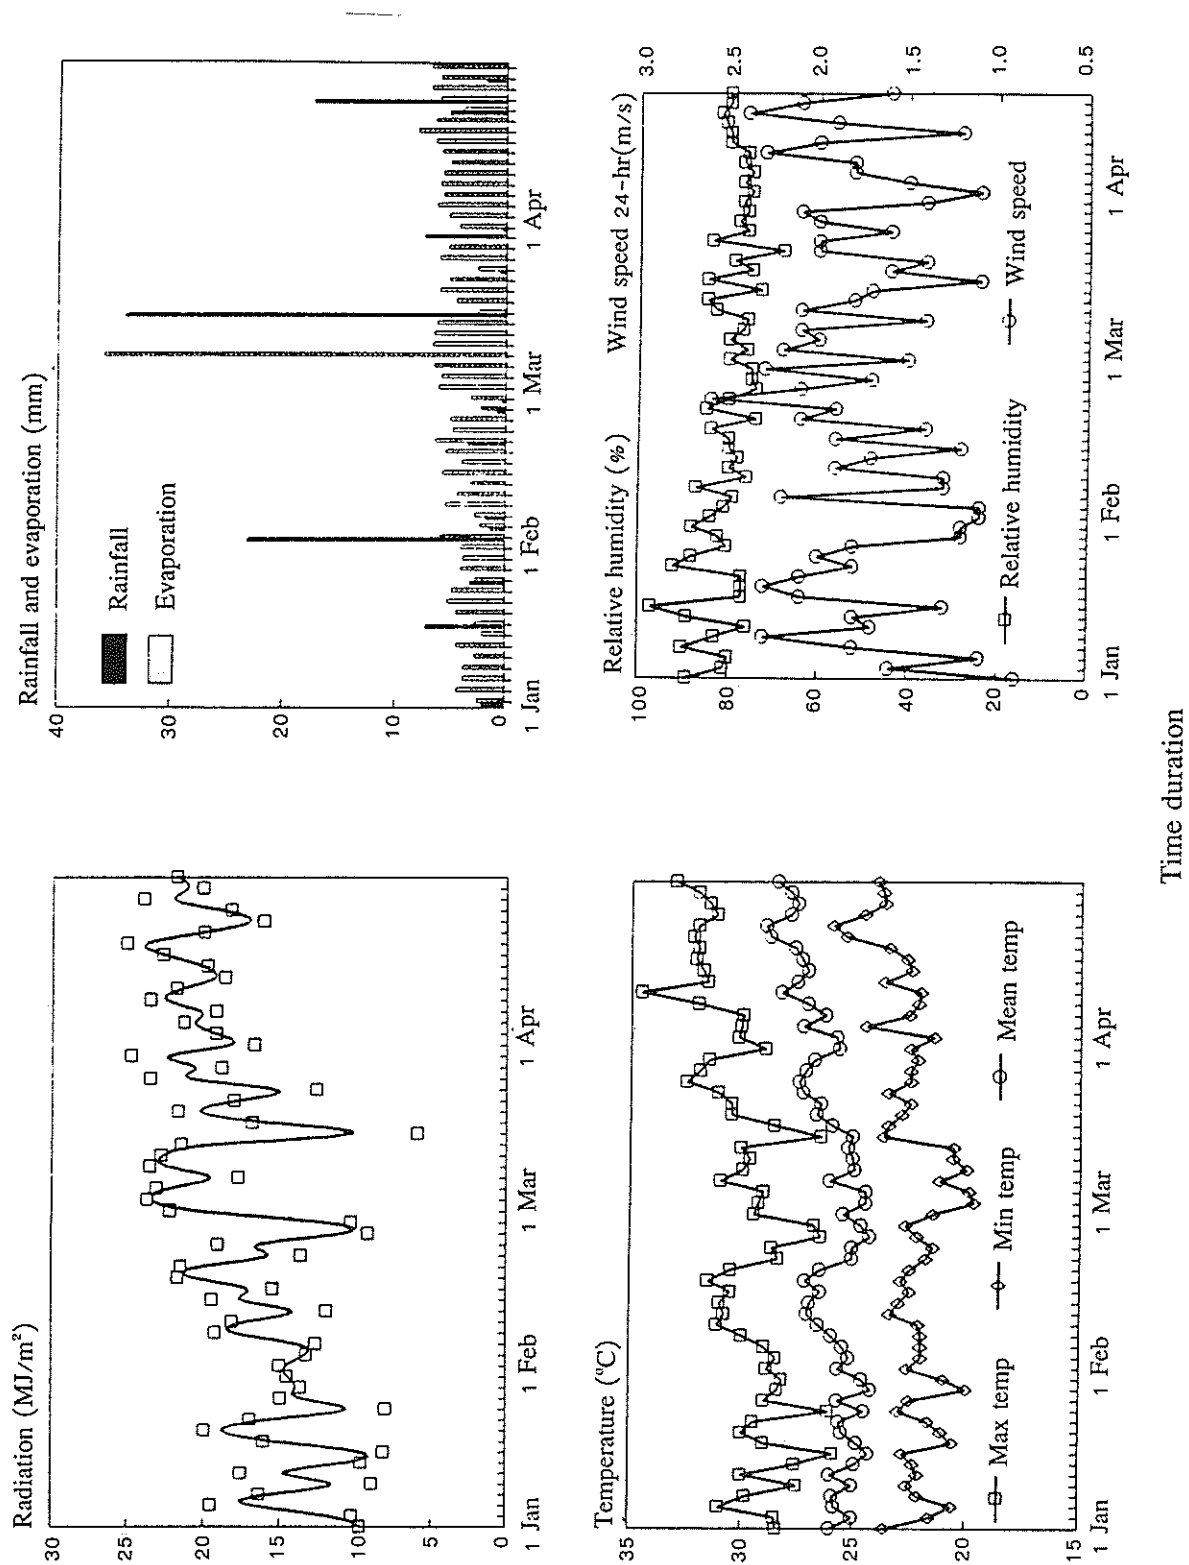 Radiation (MJ/m²)
30
25
20
15
10
5
0
1 Jan
1 Feb
1 Mar
1 Apr
Rainfall and evaporation (mm)
40
30
20
10
0
Rainfall
Evaporation
1 Jan
1 Feb
1 Mar
1 Apr
Temperature (°C)
35
30
25
20
15
Max temp
Min temp
Mean temp
1 Jan
1 Feb
1 Mar
1 Apr
Relative humidity (%)
Wind speed 24-hr(m/s)
100
80
60
40
20
0
3.0
2.5
2.0
1.5
1.0
0.5
Relative humidity
Wind speed
1 Jan
1 Feb
1 Mar
1 Apr
Time duration